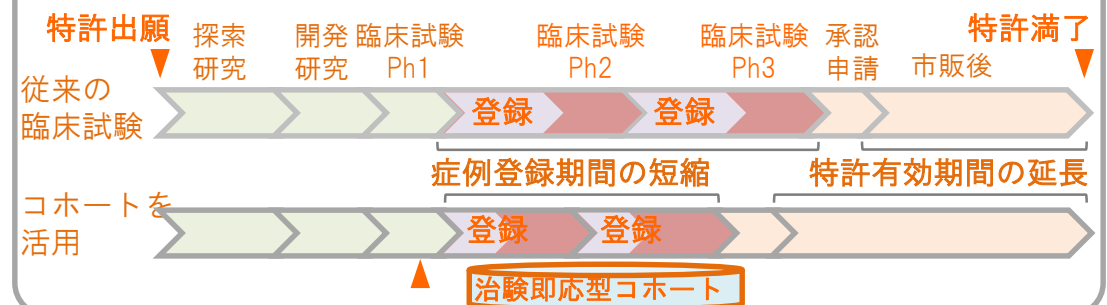 特許出願
探索
研究
開発
研究
臨床試験
Ph1
臨床試験
Ph2
臨床試験
Ph3
承認
申請
市販後
特許満了
従来の
臨床試験
登録
登録
症例登録期間の短縮
特許有効期間の延長
コホートを
活用
登録
登録
治験即応型コホート